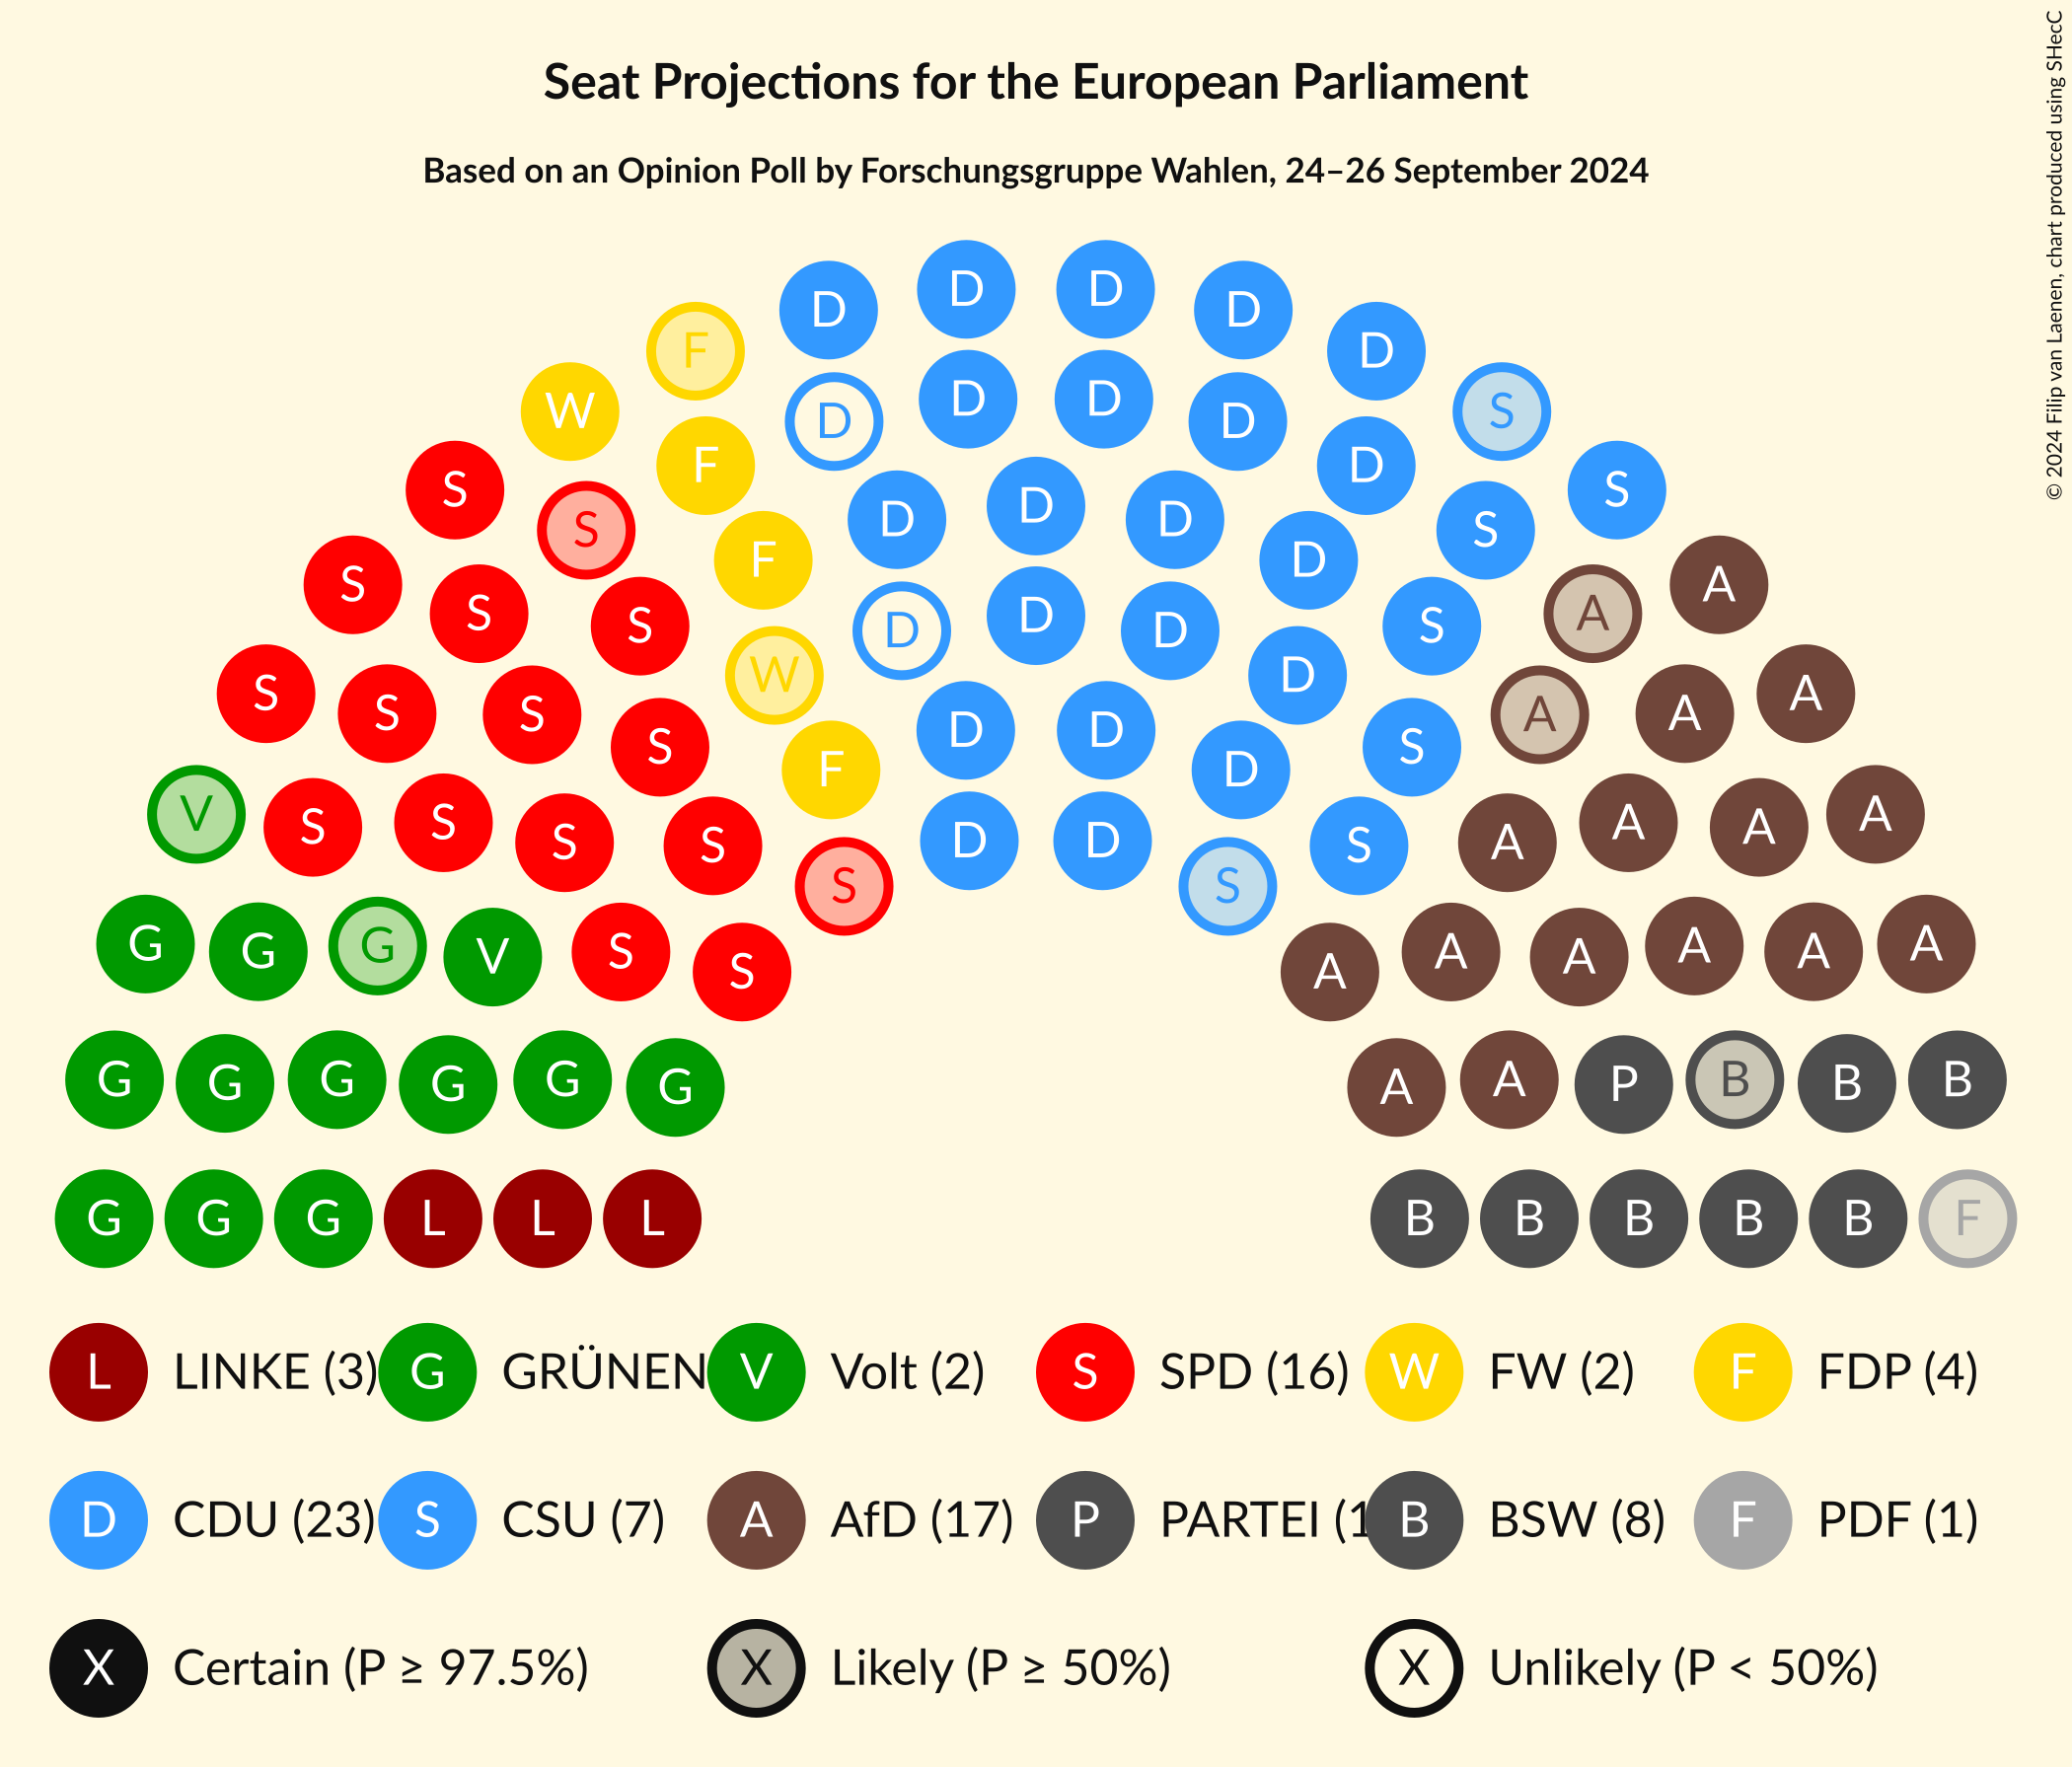 Seat Projections for the European Parliament
Based on an Opinion Poll by Forschungsgruppe Wahlen, 24–26 September 2024
© 2024 Filip van Laenen, chart produced using SHecC
D D D D D
F D S
D D D D
W D F D S
S S D D D S
F D S
S S A A
S D D D S
W D A
S S S D D S A A A
S F D S
V S S S S D D S A A A A
S S
G G G V S S A A A A A A
G G G G G G A A P B B B
G G G L L L B B B B B F
L LINKE (3) G GRÜNEN V Volt (2) S SPD (16) W FW (2) F FDP (4)
D CDU (23) S CSU (7) A AfD (17) P PARTEI (1 B BSW (8) F PDF (1)
X Certain (P ≥ 97.5%) X Likely (P ≥ 50%) X Unlikely (P < 50%)